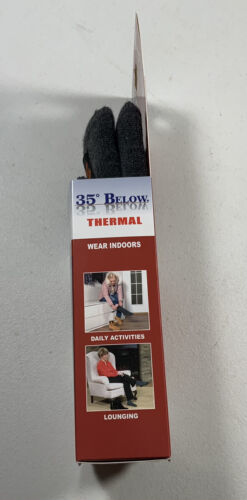 35° BELOW
THERMAL
WEAR INDOORS
DAILY ACTIVITIES
LOUNGING